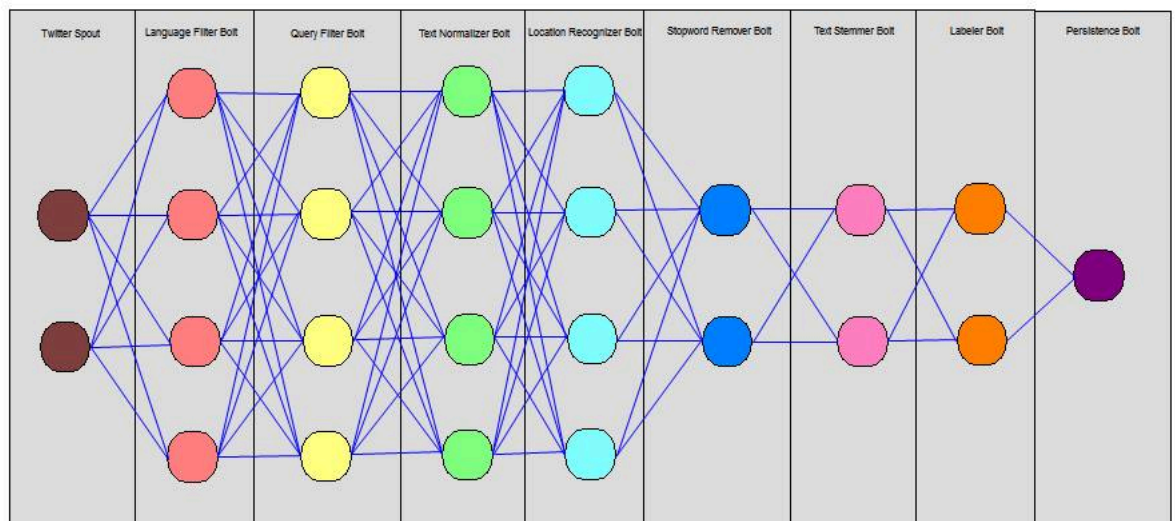 Twitter Spout
Language Filter Bolt
Query Filter Bolt
Text Normalizer Bolt
Location Recognizer Bolt
Stopword Remover Bolt
Text Stemmer Bolt
Labeler Bolt
Persistence Bolt